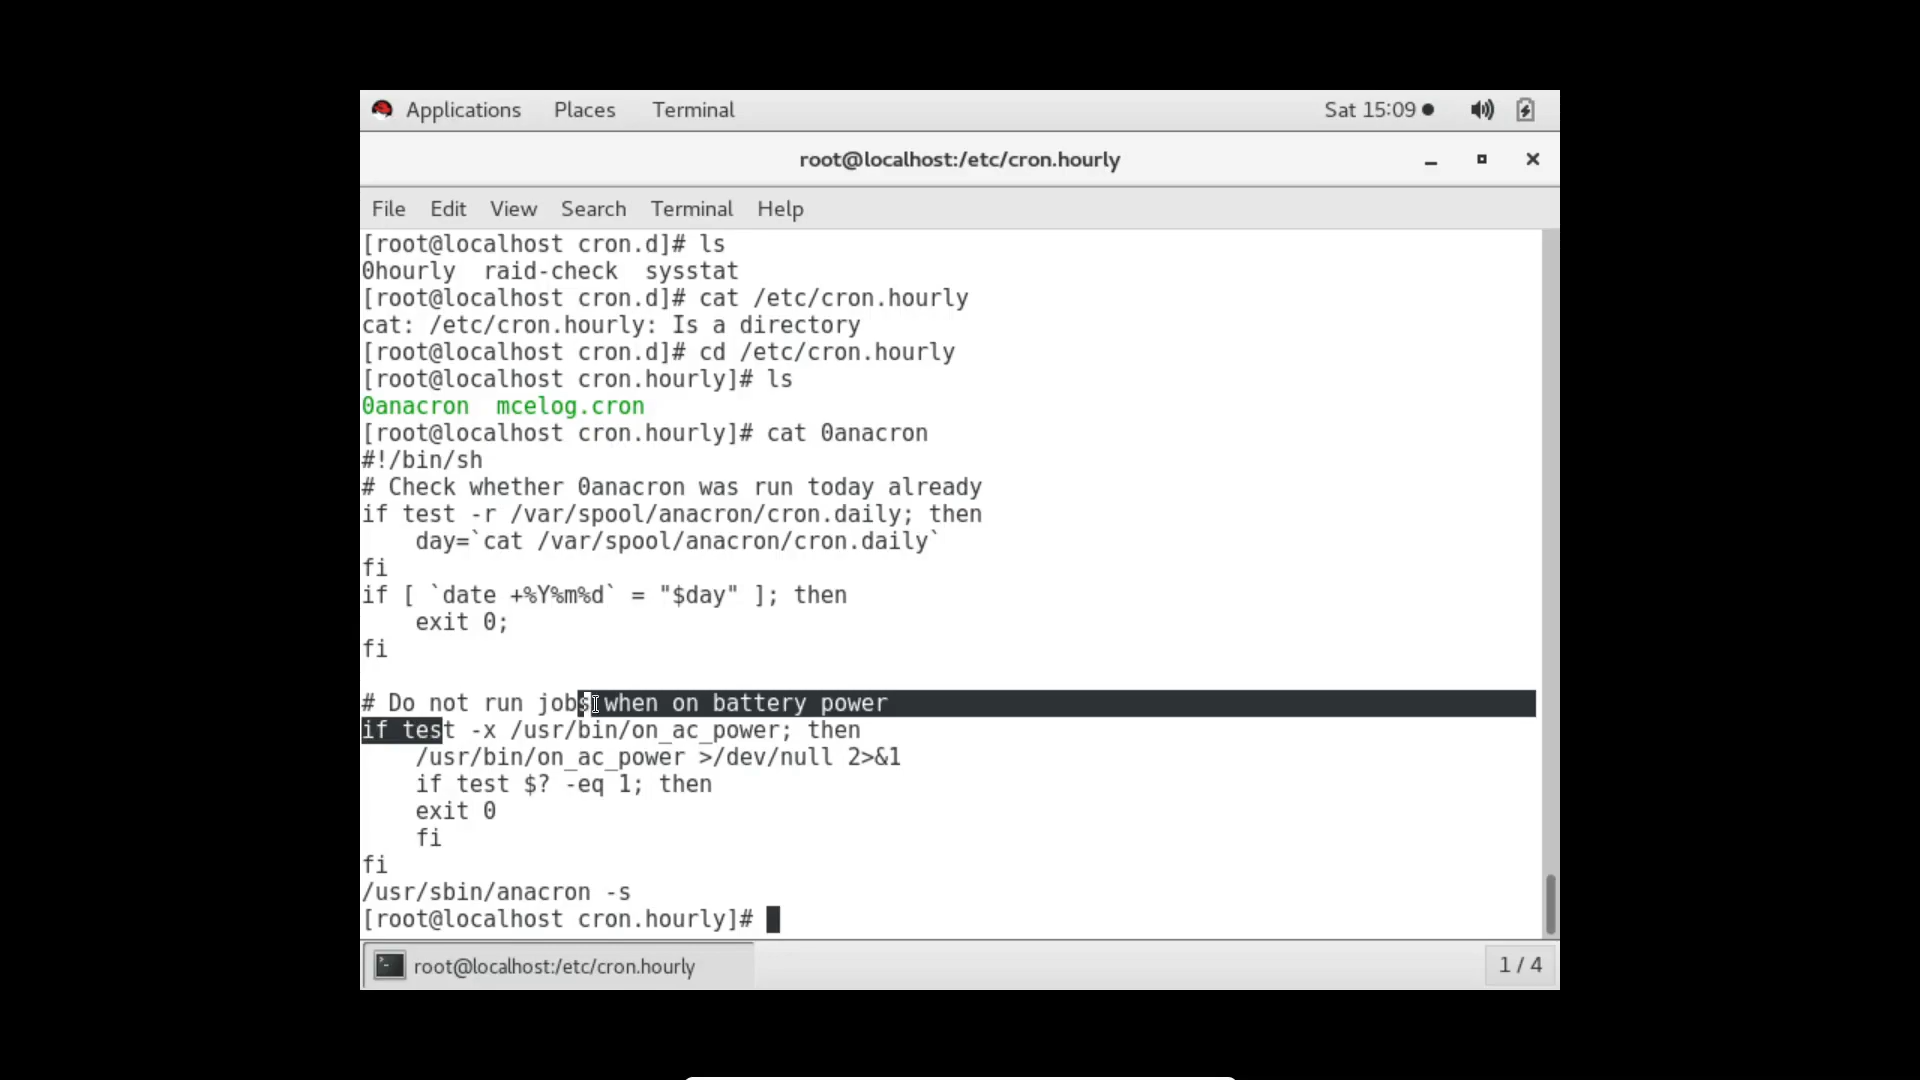 Applications Places Terminal Sat 15:09
root@localhost:/etc/cron.hourly
File Edit View Search Terminal Help
[root@localhost cron.d]# ls
0hourly  raid-check  sysstat
[root@localhost cron.d]# cat /etc/cron.hourly
cat: /etc/cron.hourly: Is a directory
[root@localhost cron.d]# cd /etc/cron.hourly
[root@localhost cron.hourly]# ls
0anacron  mcelog.cron
[root@localhost cron.hourly]# cat 0anacron
#!/bin/sh
# Check whether 0anacron was run today already
if test -r /var/spool/anacron/cron.daily; then
    day=`cat /var/spool/anacron/cron.daily`
fi
if [ `date +%Y%m%d` = "$day" ]; then
    exit 0;
fi
# Do not run jobs when on battery power
if test -x /usr/bin/on_ac_power; then
    /usr/bin/on_ac_power >/dev/null 2>&1
    if test $? -eq 1; then
    exit 0
    fi
fi
/usr/sbin/anacron -s
[root@localhost cron.hourly]#
root@localhost:/etc/cron.hourly 1 / 4